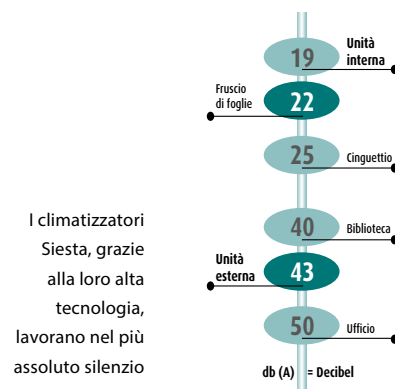 Unità
interna
19
Fruscio
di foglie
22
25
Cinguettio
I climatizzatori
Siesta, grazie
alla loro alta
tecnologia,
lavorano nel più
assoluto silenzio
40
Biblioteca
Unità
esterna
43
50
Ufficio
db (A) = Decibel